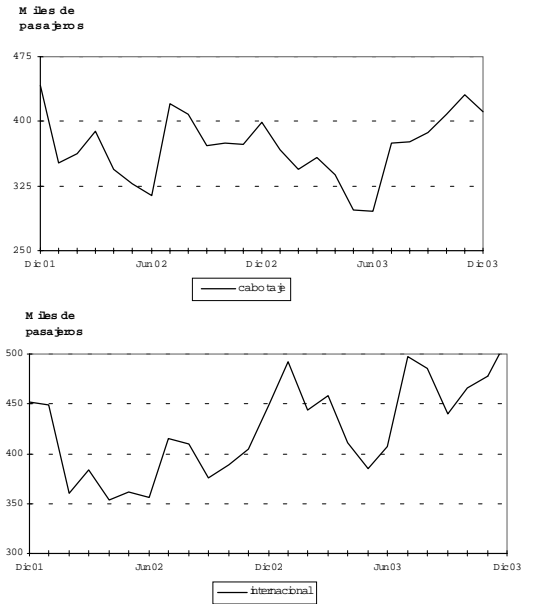 Miles de
pasajeros
475
400
325
250
Dic01 Jun02 Dic02 Jun03 Dic03
cabotaje
Miles de
pasajeros
500
450
400
350
300
Dic01 Jun02 Dic02 Jun03 Dic03
internacional